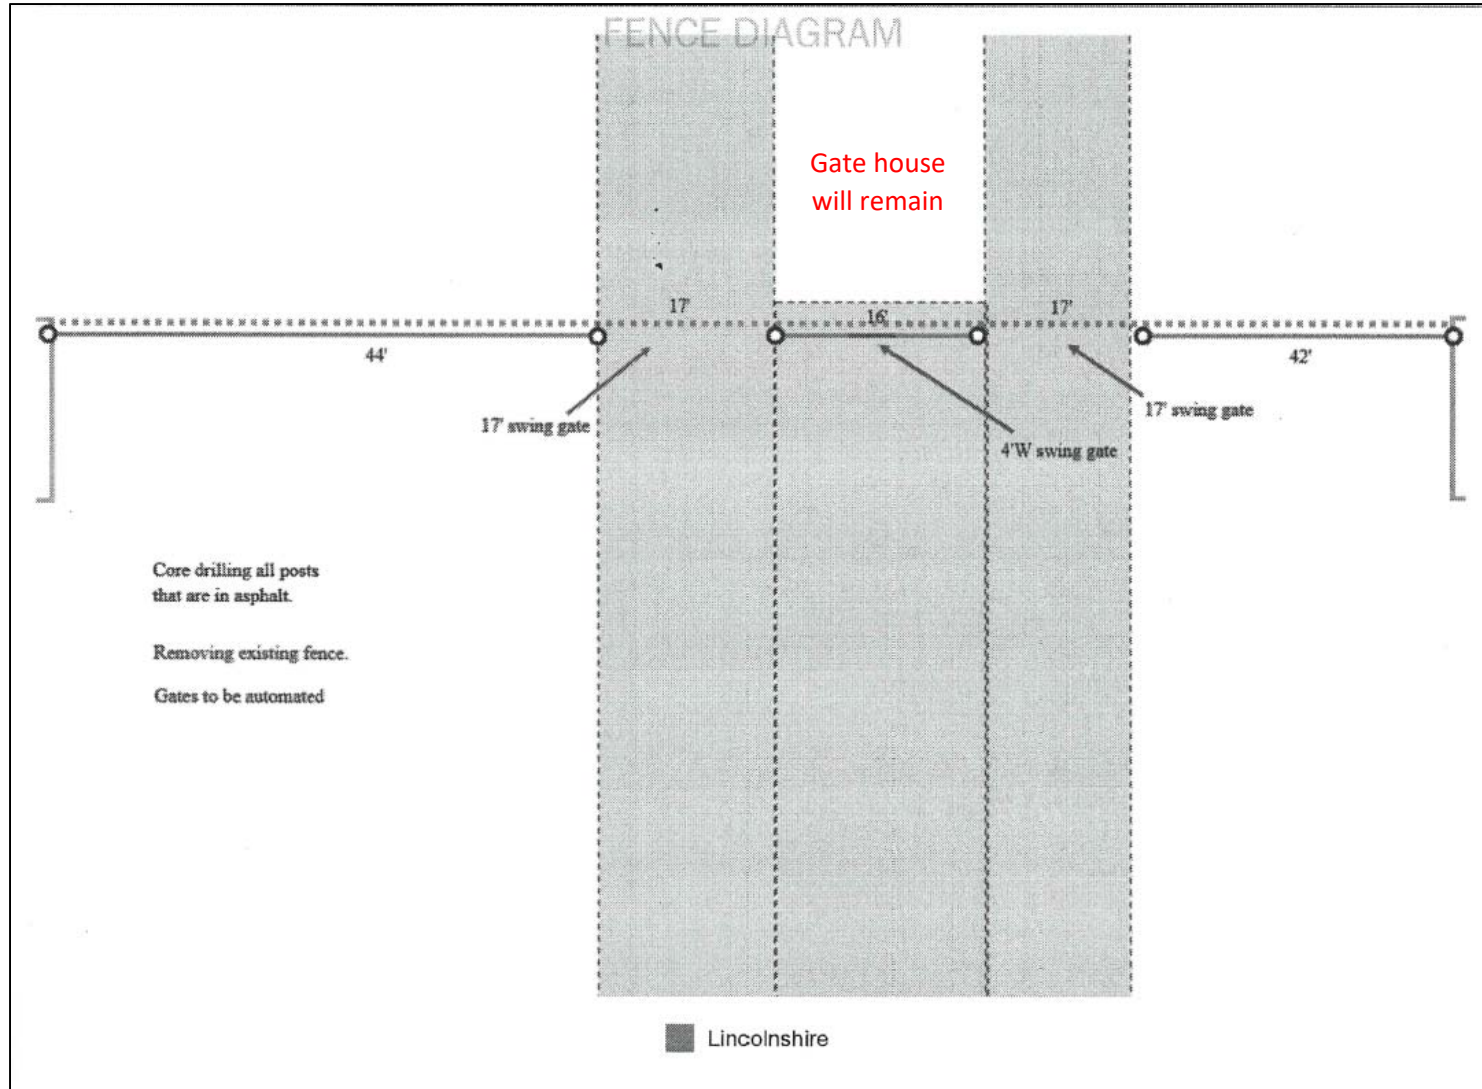 FENCE DIAGRAM
Gate house
will remain
17'
16'
17'
44'
42'
17' swing gate
4'W swing gate
17' swing gate
Core drilling all posts
that are in asphalt.
Removing existing fence.
Gates to be automated
Lincolnshire